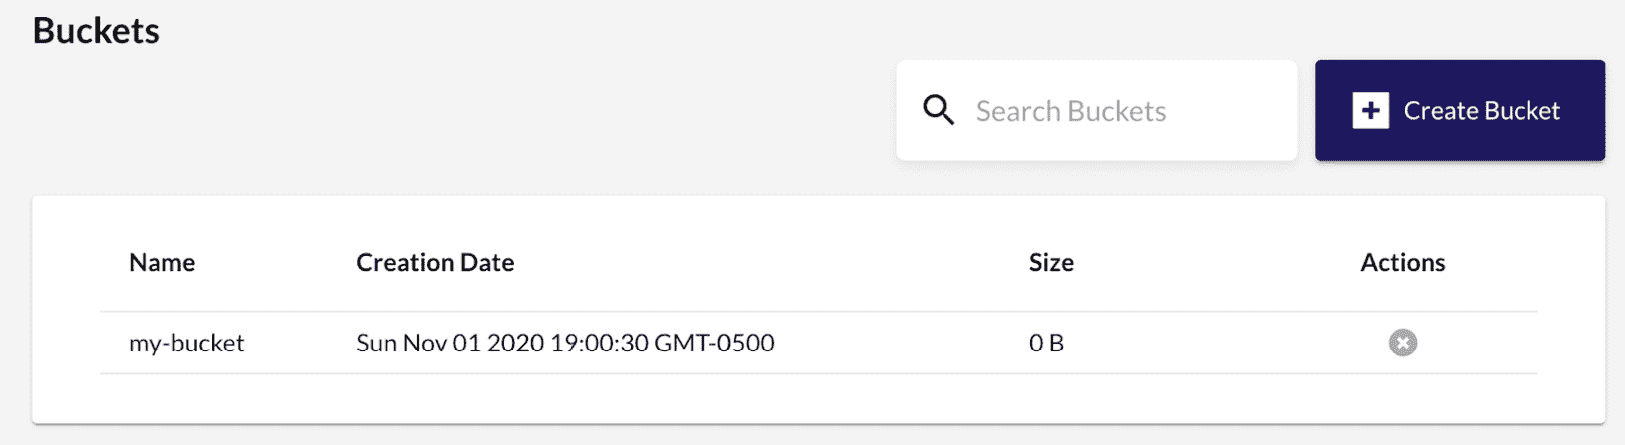 Buckets
Search Buckets
Create Bucket
Name Creation Date Size Actions
my-bucket Sun Nov 01 2020 19:00:30 GMT-0500 0 B